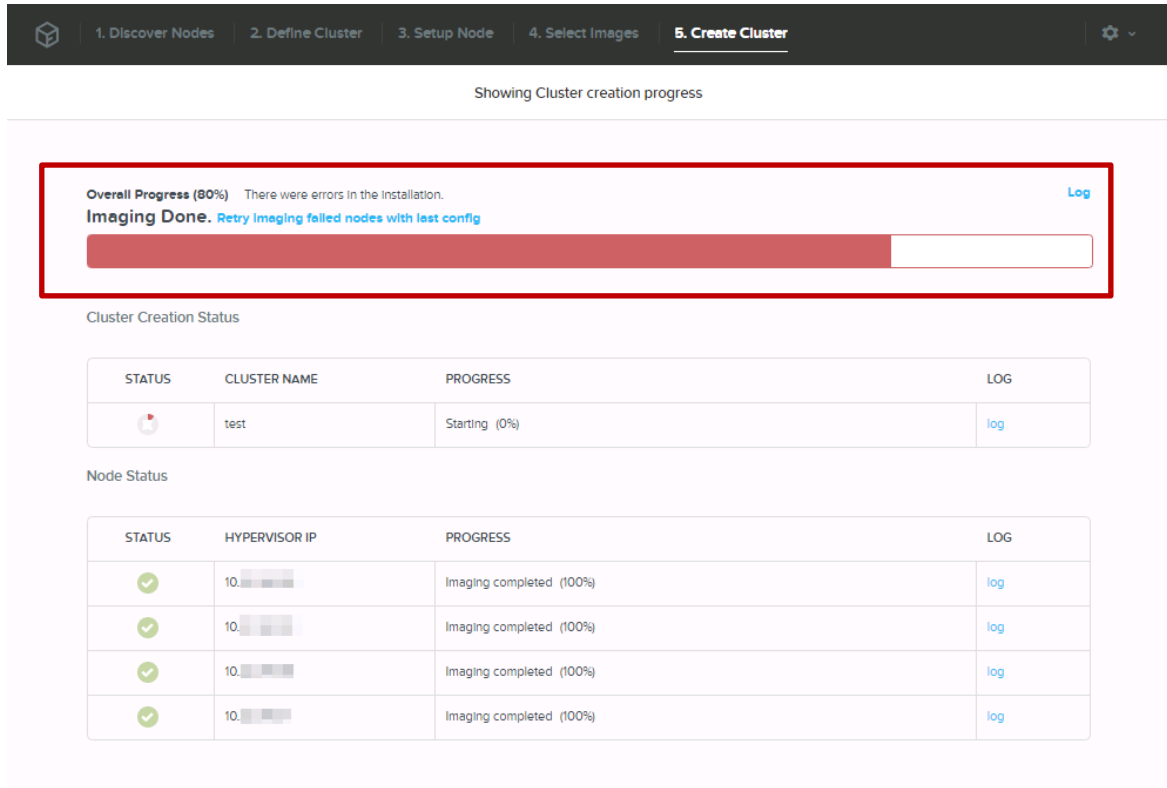 1. Discover Nodes 2. Define Cluster 3. Setup Node 4. Select Images 5. Create Cluster
Showing Cluster creation progress
Overall Progress (80%) There were errors in the installation. Log
Imaging Done. Retry imaging failed nodes with last config
Cluster Creation Status
STATUS CLUSTER NAME PROGRESS LOG
test Starting (0%) log
Node Status
STATUS HYPERVISOR IP PROGRESS LOG
10. Imaging completed (100%) log
10. Imaging completed (100%) log
10. Imaging completed (100%) log
10. Imaging completed (100%) log